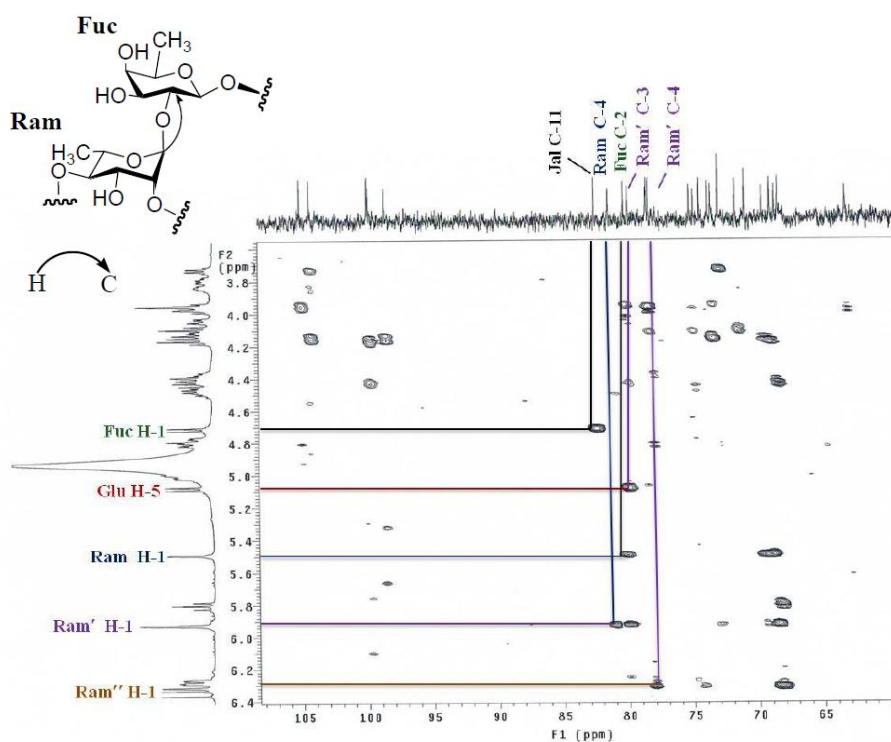 Fuc
OH
CH₃
O
O
HO
O
Ram
H₃C
O
O
HO
O
H
C
Jal C-11
Ram C-4
Fuc C-2
Ram′ C-3
Ram′ C-4
F2
(ppm)
3.8
4.0
4.2
4.4
4.6
4.8
5.0
5.2
5.4
5.6
5.8
6.0
6.2
6.4
Fuc H-1
Glu H-5
Ram H-1
Ram′ H-1
Ram′′ H-1
105 100 95 90 85 80 75 70 65
F1 (ppm)